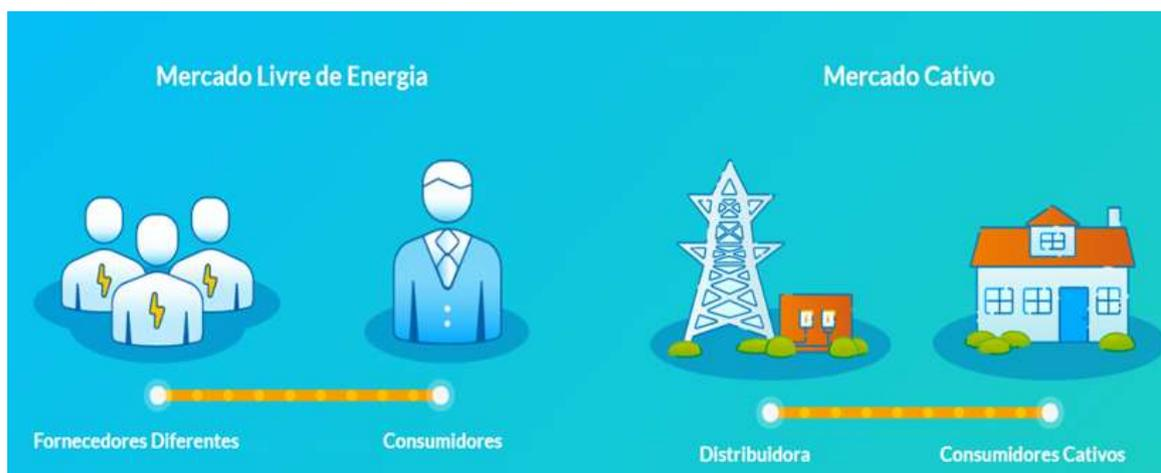 Mercado Livre de Energia
Mercado Cativo
Fornecedores Diferentes
Consumidores
Distribuidora
Consumidores Cativos